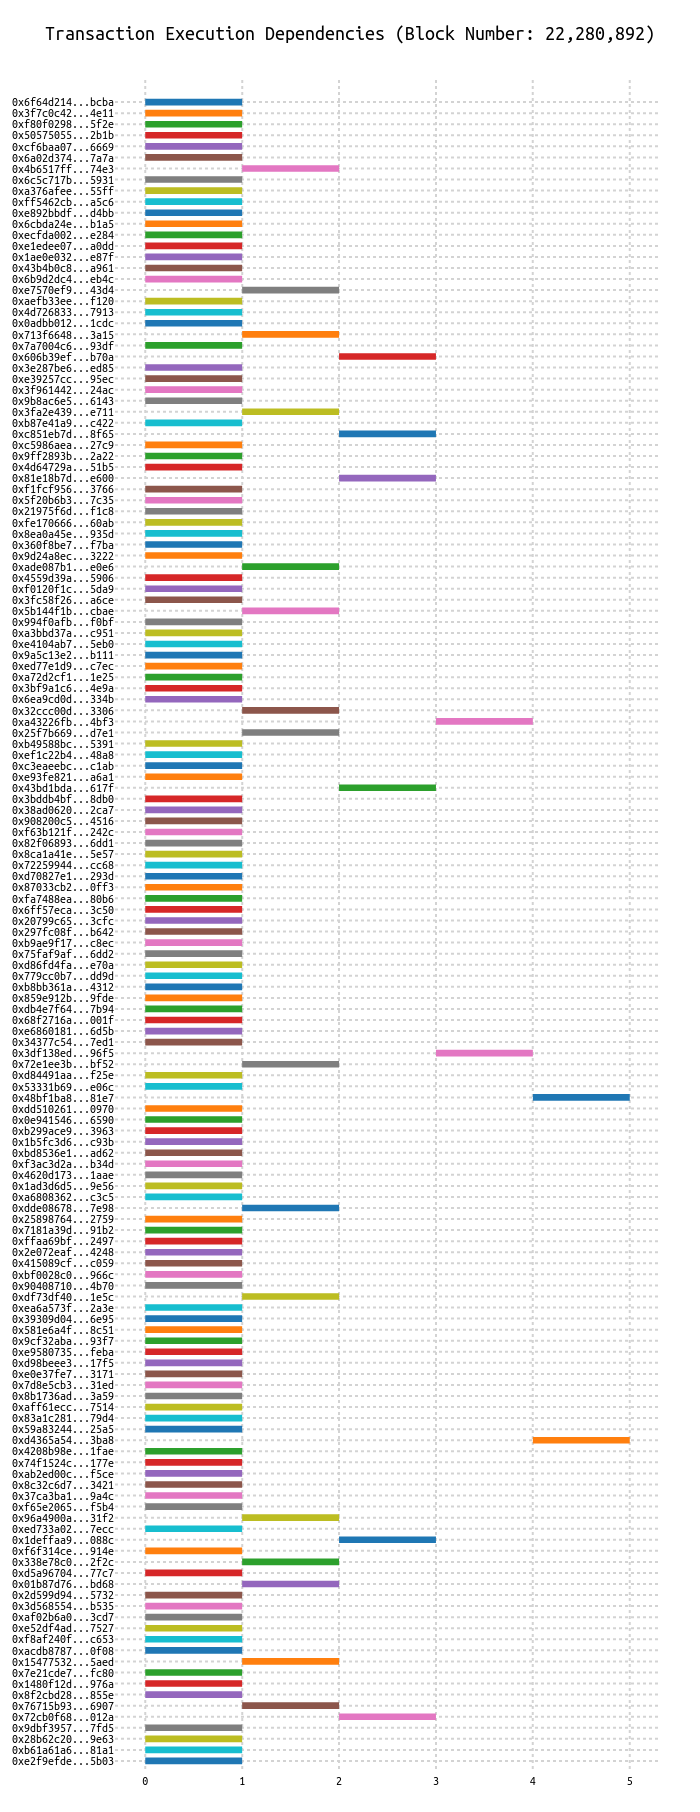 Transaction Execution Dependencies (Block Number: 22,280,892)
0x6f64d214...bcba
0x3f7c0c42...4e11
0xf80f0298...5f2e
0x50575055...2b1b
0xcf6baa07...6669
0x6a02d374...7a7a
0x4b6517ff...74e3
0x6c5c717b...5931
0xa376afee...55ff
0xff5462cb...a5c6
0xe892bbdf...d4bb
0x6cbda24e...b1a5
0xecfda002...e284
0xe1edee07...a0dd
0x1ae0e032...e87f
0x43b4b0c8...a961
0x6b9d2dc4...eb4c
0xe7570ef9...43d4
0xaefb33ee...f120
0x4d726833...7913
0x0adbb012...1cdc
0x713f6648...3a15
0x7a7004c6...93df
0x606b39ef...b70a
0x3e287be6...ed85
0xe39257cc...95ec
0x3f961442...24ac
0x9b8ac6e5...6143
0x3fa2e439...e711
0xb87e41a9...c422
0xc851eb7d...8f65
0xc5986aea...27c9
0x9ff2893b...2a22
0x4d64729a...51b5
0x81e18b7d...e600
0xf1fcf956...3766
0x5f20b6b3...7c35
0x21975f6d...f1c8
0xfe170666...60ab
0x8ea0a45e...935d
0x360f8be7...f7ba
0x9d24a8ec...3222
0xade087b1...e0e6
0x4559d39a...5906
0xf0120f1c...5da9
0x3fc58f26...a6ce
0x5b144f1b...cbae
0x994f0afb...f0bf
0xa3bbd37a...c951
0xe4104ab7...5eb0
0x9a5c13e2...b111
0xed77e1d9...c7ec
0xa72d2cf1...1e25
0x3bf9a1c6...4e9a
0x6ea9cd0d...334b
0x32ccc00d...3306
0xa43226fb...4bf3
0x25f7b669...d7e1
0xb49588bc...5391
0xef1c22b4...48a8
0xc3eaeebc...c1ab
0xe93fe821...a6a1
0x43bd1bda...617f
0x3bddb4bf...8db0
0x38ad0620...2ca7
0x908200c5...4516
0xf63b121f...242c
0x82f06893...6dd1
0x8ca1a41e...5e57
0x72259944...cc68
0xd70827e1...293d
0x87033cb2...0ff3
0xfa7488ea...80b6
0x6ff57eca...3c50
0x20799c65...3cfc
0x297fc08f...b642
0xb9ae9f17...c8ec
0x75faf9af...6dd2
0xd86fd4fa...e70a
0x779cc0b7...dd9d
0xb8bb361a...4312
0x859e912b...9fde
0xdb4e7f64...7b94
0x68f2716a...001f
0xe6860181...6d5b
0x34377c54...7ed1
0x3df138ed...96f5
0x72e1ee3b...bf52
0xd84491aa...f25e
0x53331b69...e06c
0x48bf1ba8...81e7
0xdd510261...0970
0x0e941546...6590
0xb299ace9...3963
0x1b5fc3d6...c93b
0xbd8536e1...ad62
0xf3ac3d2a...b34d
0x4620d173...1aae
0x1ad3d6d5...9e56
0xa6808362...c3c5
0xdde08678...7e98
0x25898764...2759
0x7181a39d...91b2
0xffaa69bf...2497
0x2e072eaf...4248
0x415089cf...c059
0xbf0028c0...966c
0x90408710...4b70
0xdf73df40...1e5c
0xea6a573f...2a3e
0x39309d04...6e95
0x581e6a4f...8c51
0x9cf32aba...93f7
0xe9580735...feba
0xd98beee3...17f5
0xe0e37fe7...3171
0x7d8e5cb3...31ed
0x8b1736ad...3a59
0xaff61ecc...7514
0x83a1c281...79d4
0x59a83244...25a5
0xd4365a54...3ba8
0x4208b98e...1fae
0x74f1524c...177e
0xab2ed00c...f5ce
0x8c32c6d7...3421
0x37ca3ba1...9a4c
0xf65e2065...f5b4
0x96a4900a...31f2
0xed733a02...7ecc
0x1deffaa9...088c
0xf6f314ce...914e
0x338e78c0...2f2c
0xd5a96704...77c7
0x01b87d76...bd68
0x2d599d94...5732
0x3d568554...b535
0xaf02b6a0...3cd7
0xe52df4ad...7527
0xf8af240f...c653
0xacdb8787...0f08
0x15477532...5aed
0x7e21cde7...fc80
0x1480f12d...976a
0x8f2cbd28...855e
0x76715b93...6907
0x72cb0f68...012a
0x9dbf3957...7fd5
0x28b62c20...9e63
0xb61a61a6...81a1
0xe2f9efde...5b03
0 1 2 3 4 5